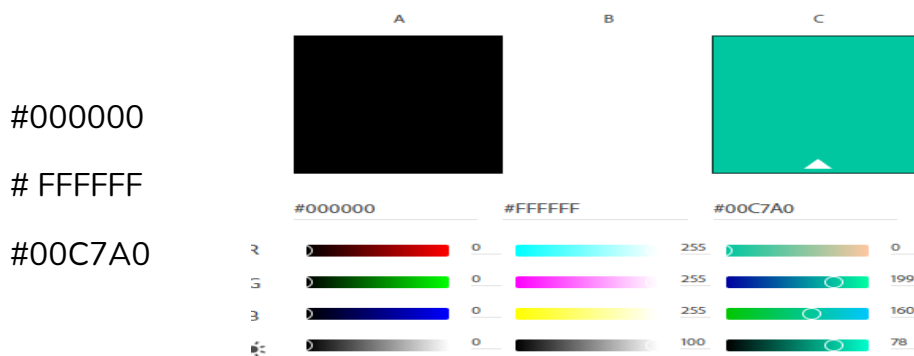 A B C
#000000
# FFFFFF
#00C7A0
#000000 #FFFFFF #00C7A0
R 0 255 0
G 0 255 199
B 0 255 160
0 100 78